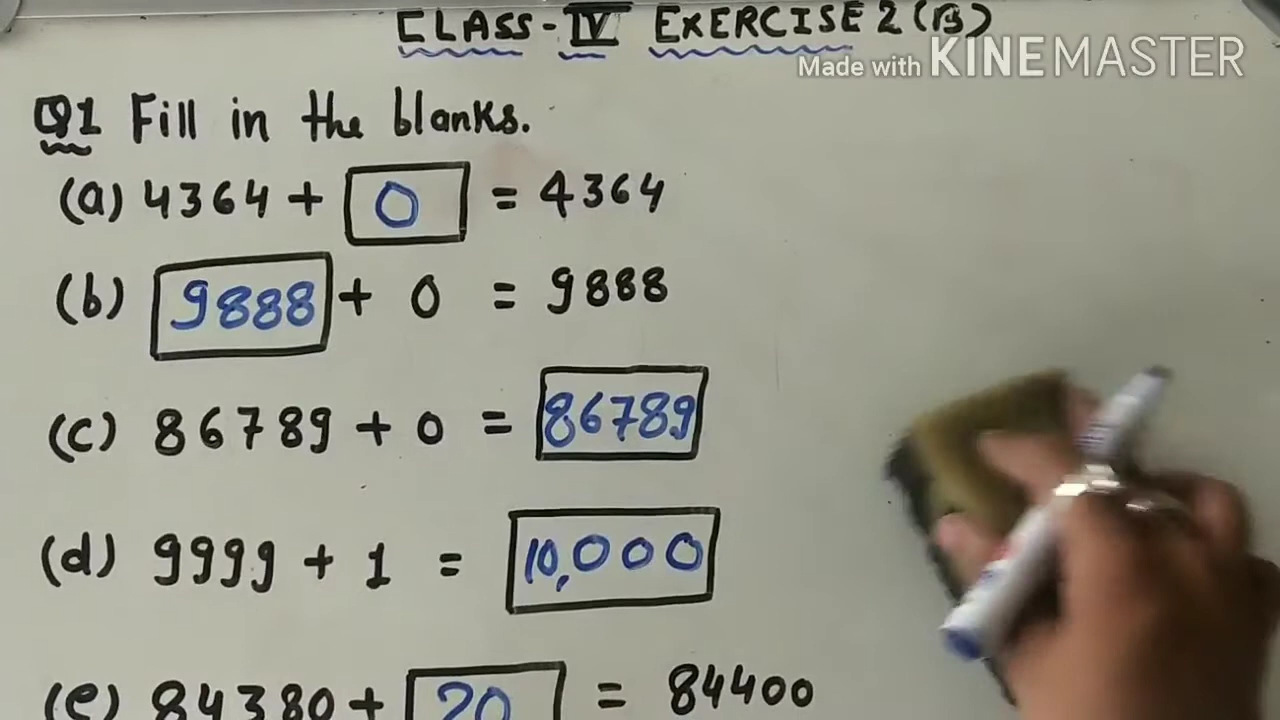 CLASS-IV EXERCISE 2 (B)
Made with KINEMASTER
Q1 Fill in the blanks.
(a) 4364 + 0 = 4364
(b) 9888 + 0 = 9888
(c) 86789 + 0 = 86789
(d) 9999 + 1 = 10,000
(e) 84380 + 20 = 84400